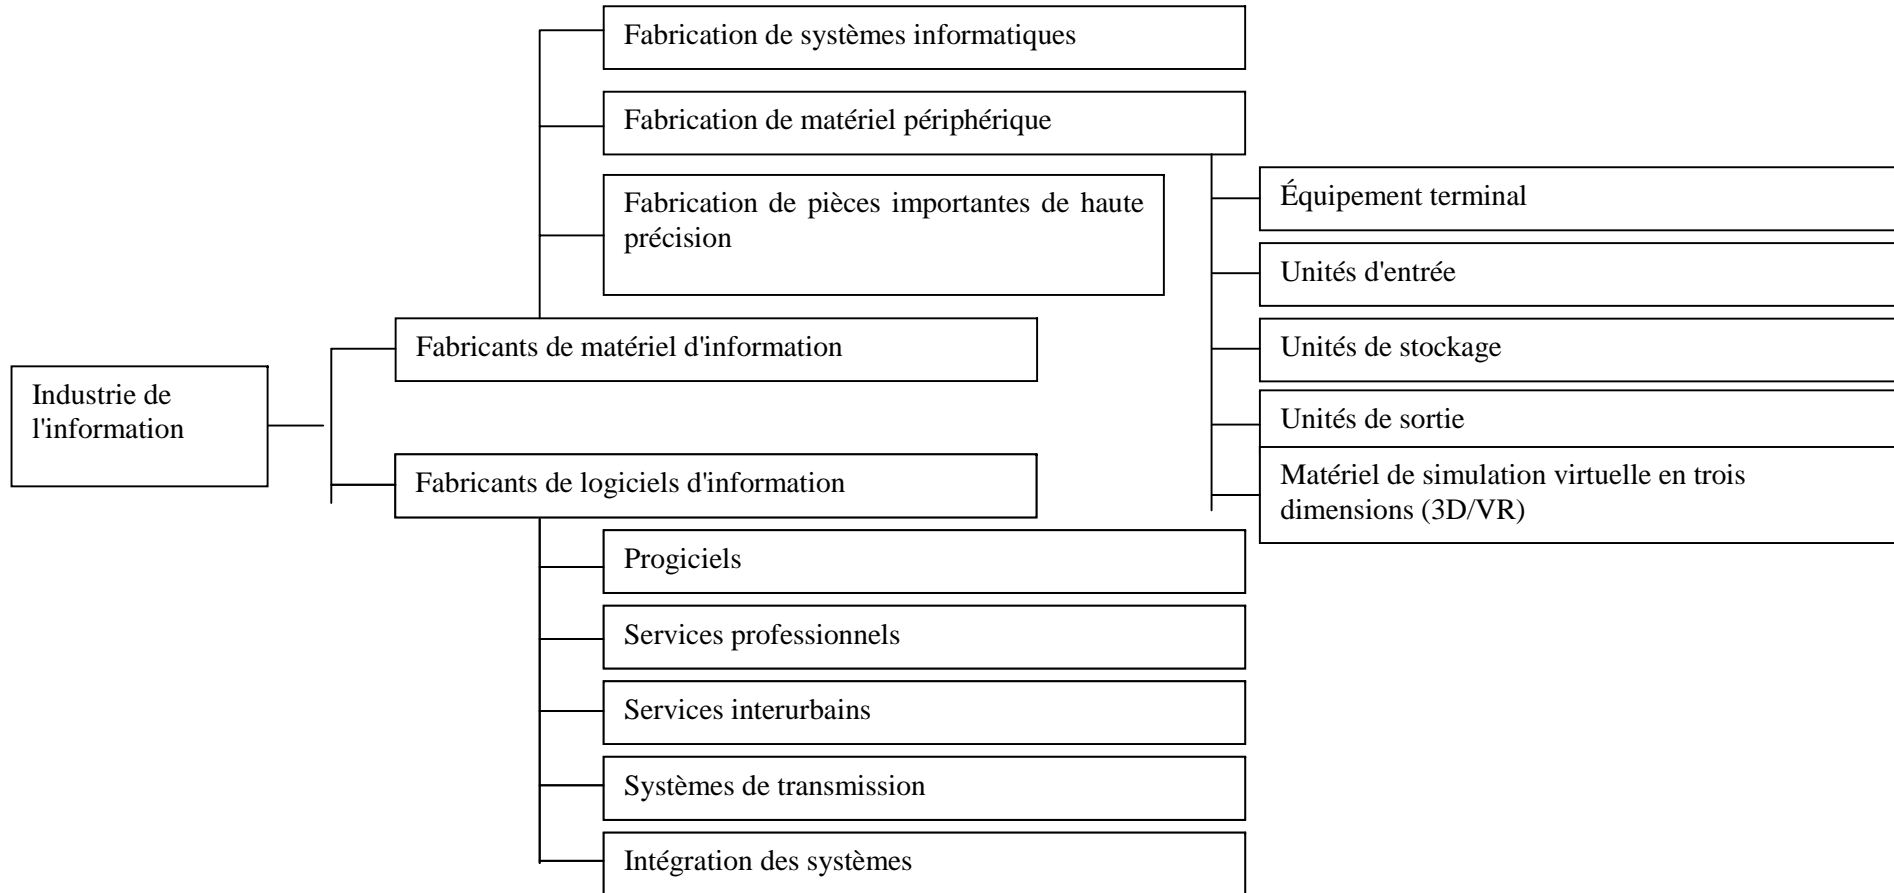 Fabrication de systèmes informatiques
Fabrication de matériel périphérique
Fabrication de pièces importantes de haute
précision
Équipement terminal
Unités d'entrée
Unités de stockage
Unités de sortie
Matériel de simulation virtuelle en trois
dimensions (3D/VR)
Fabricants de matériel d'information
Industrie de
l'information
Fabricants de logiciels d'information
Progiciels
Services professionnels
Services interurbains
Systèmes de transmission
Intégration des systèmes